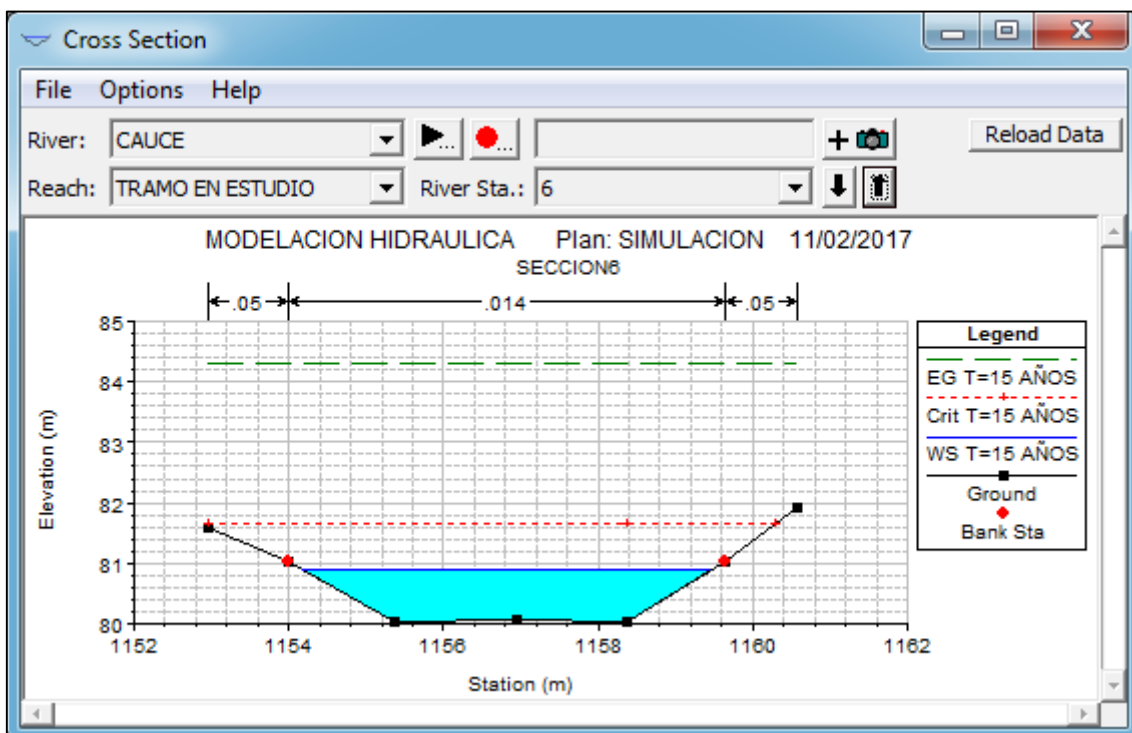 Cross Section
File Options Help
River: CAUCE ... ... + Reload Data
Reach: TRAMO EN ESTUDIO River Sta.: 6
MODELACION HIDRAULICA Plan: SIMULACION 11/02/2017
SECCION6
.05 .014 .05
85
84
83
82
81
80
Elevation (m)
1152 1154 1156 1158 1160 1162
Station (m)
Legend
EG T=15 AÑOS
Crit T=15 AÑOS
WS T=15 AÑOS
Ground
Bank Sta